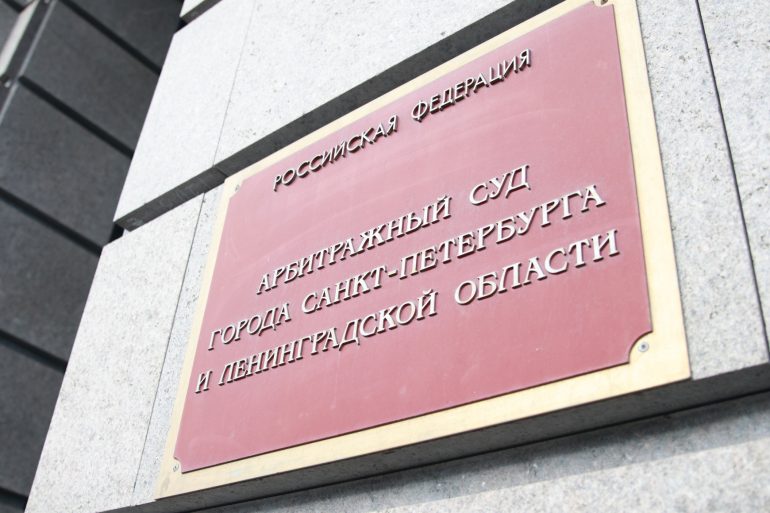 РОССИЙСКАЯ ФЕДЕРАЦИЯ
АРБИТРАЖНЫЙ СУД
ГОРОДА САНКТ-ПЕТЕРБУРГА
И ЛЕНИНГРАДСКОЙ ОБЛАСТИ